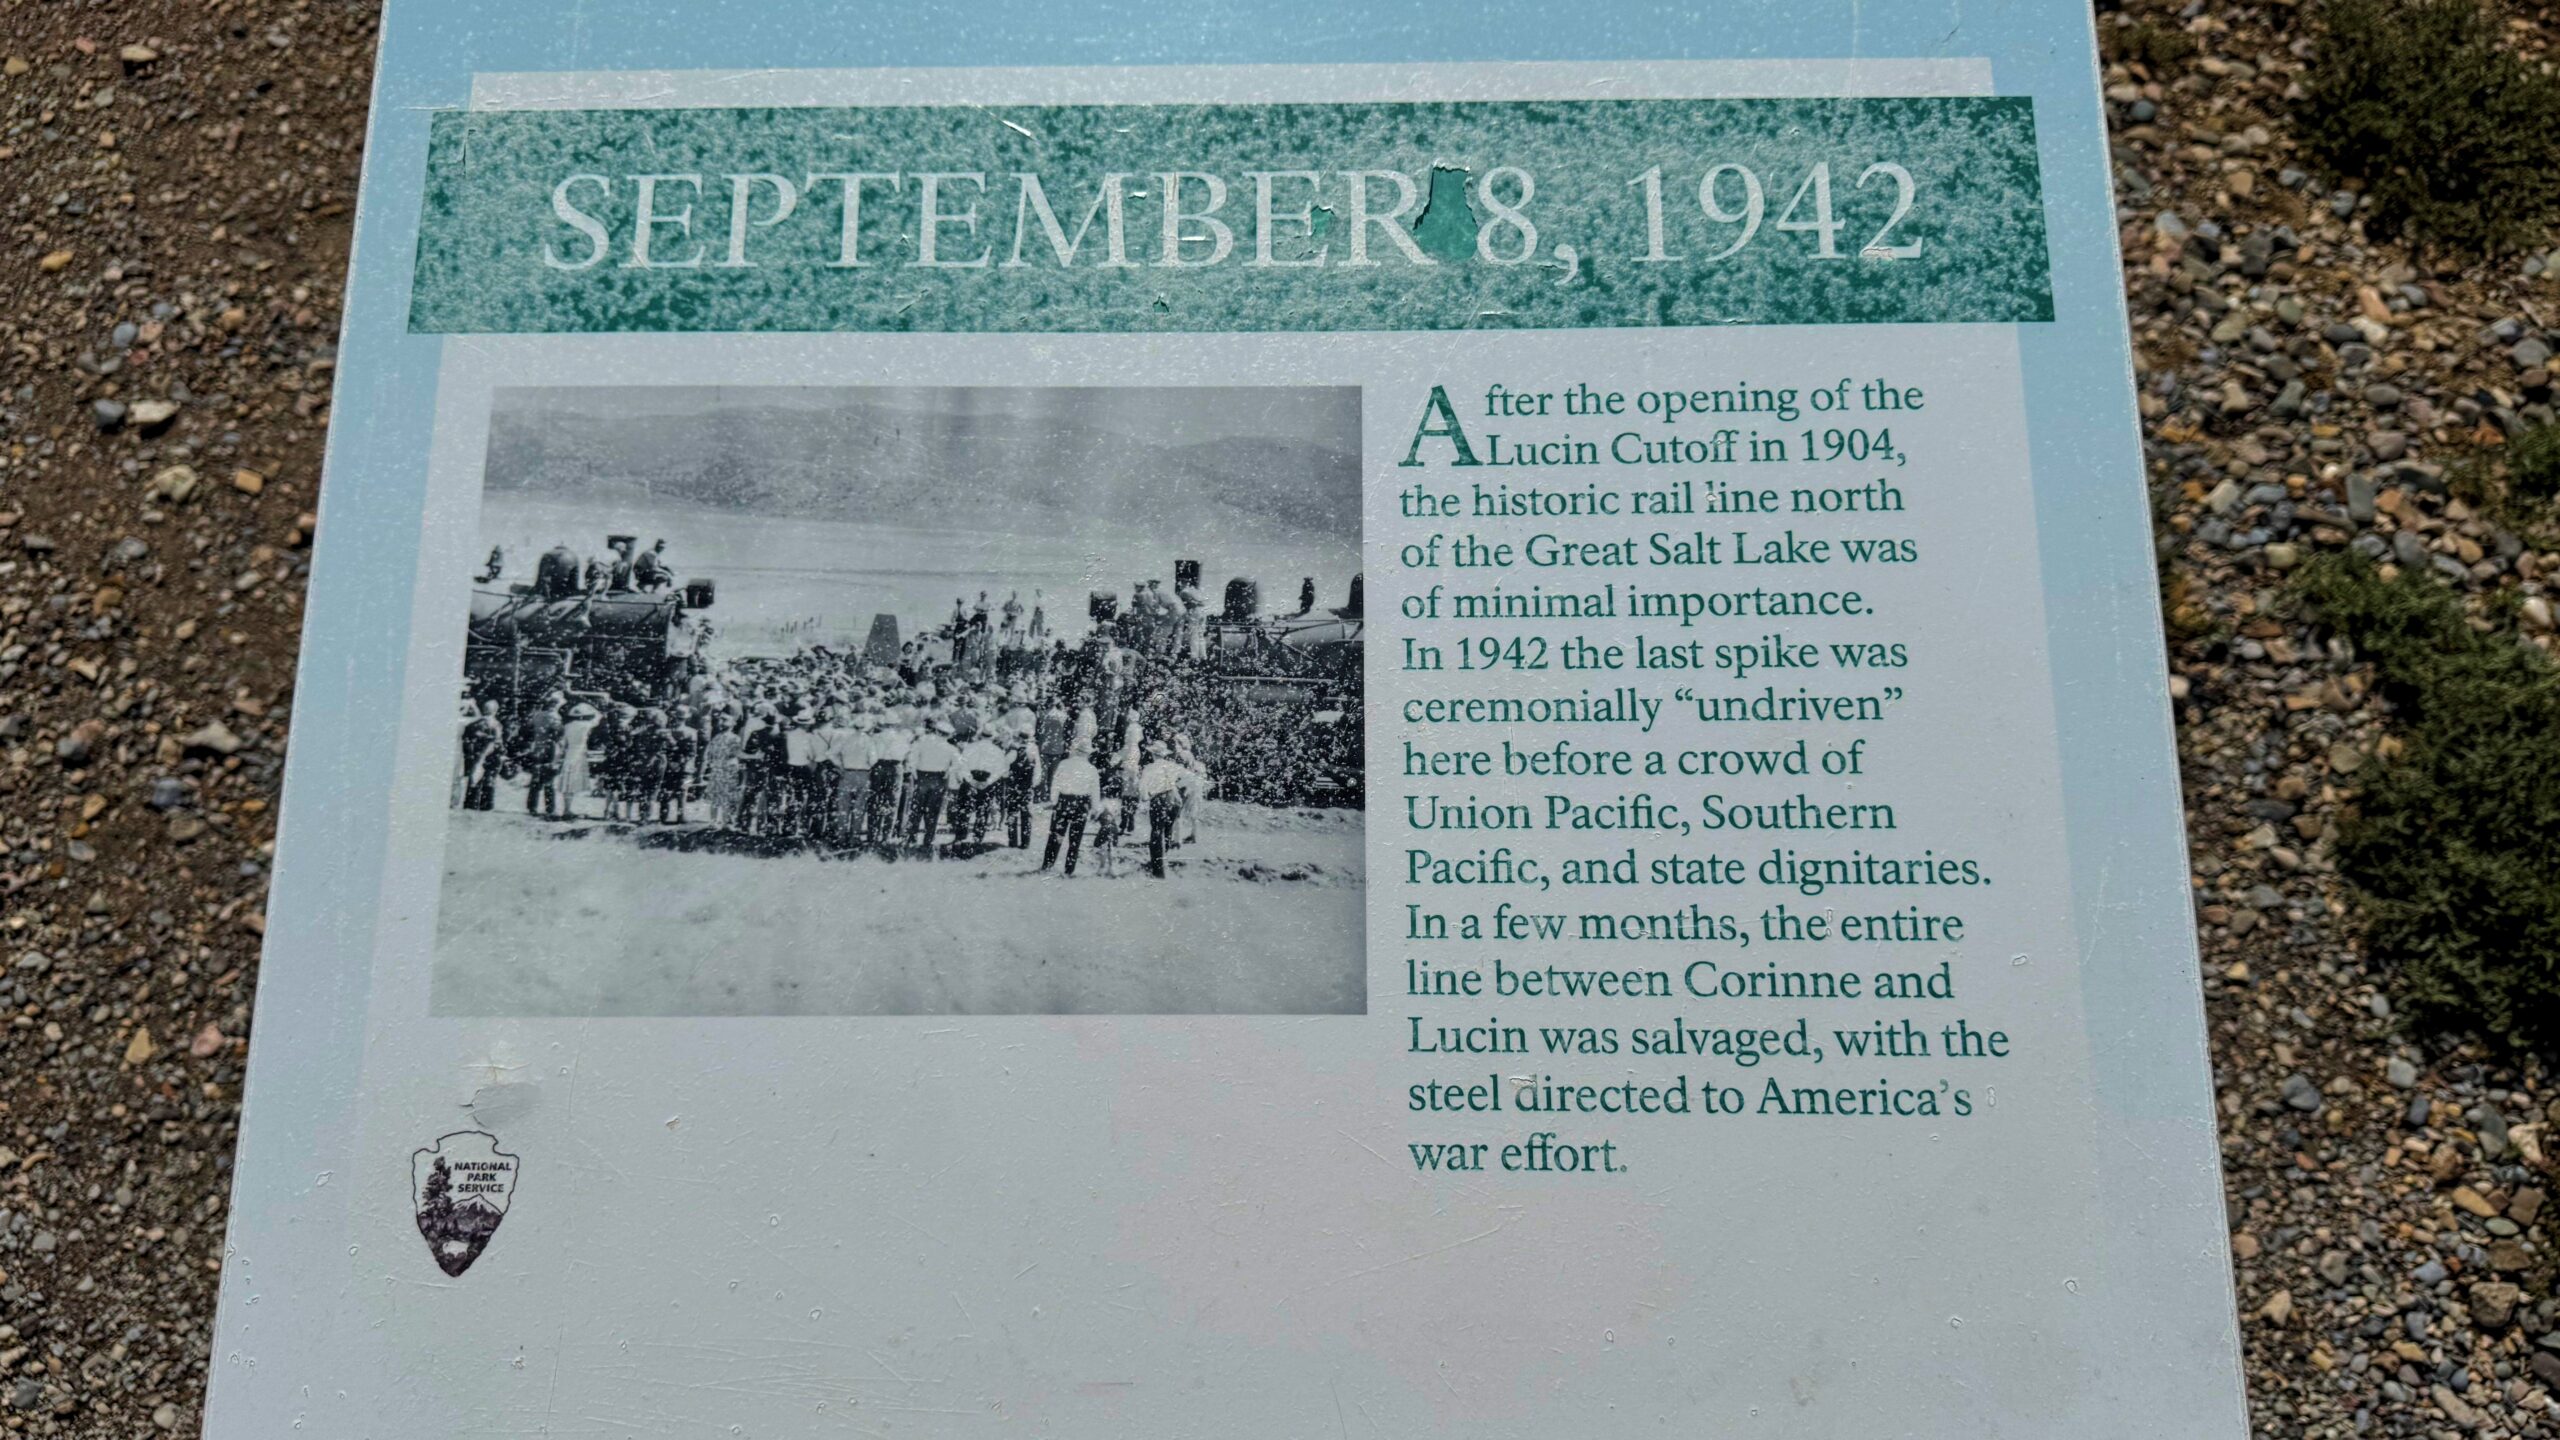 SEPTEMBER 8, 1942
After the opening of the
Lucin Cutoff in 1904,
the historic rail line north
of the Great Salt Lake was
of minimal importance.
In 1942 the last spike was
ceremonially “undriven”
here before a crowd of
Union Pacific, Southern
Pacific, and state dignitaries.
In a few months, the entire
line between Corinne and
Lucin was salvaged, with the
steel directed to America’s
war effort.
NATIONAL
PARK
SERVICE